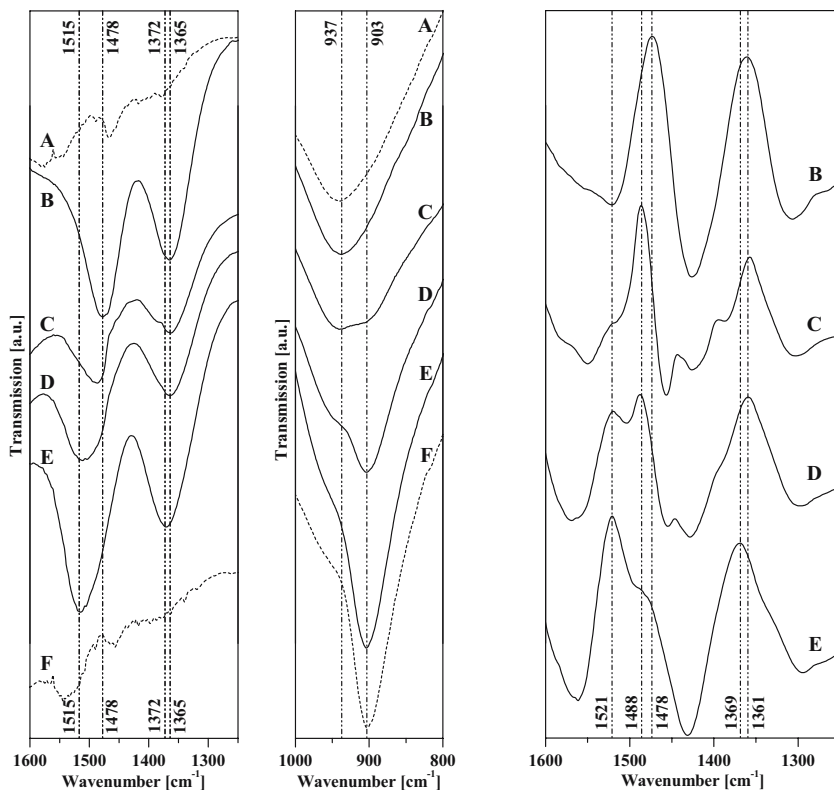 1515
1478
1372
1365
A
B
C
D
E
F
1515
1478
1372
1365
1600
1500
1400
1300
Wavenumber [cm-1]
Transmission [a.u.]
937
903
A
B
C
D
E
F
1000
900
800
Wavenumber [cm-1]
Transmission [a.u.]
B
C
D
E
1521
1488
1478
1369
1361
1600
1500
1400
1300
Wavenumber [cm-1]